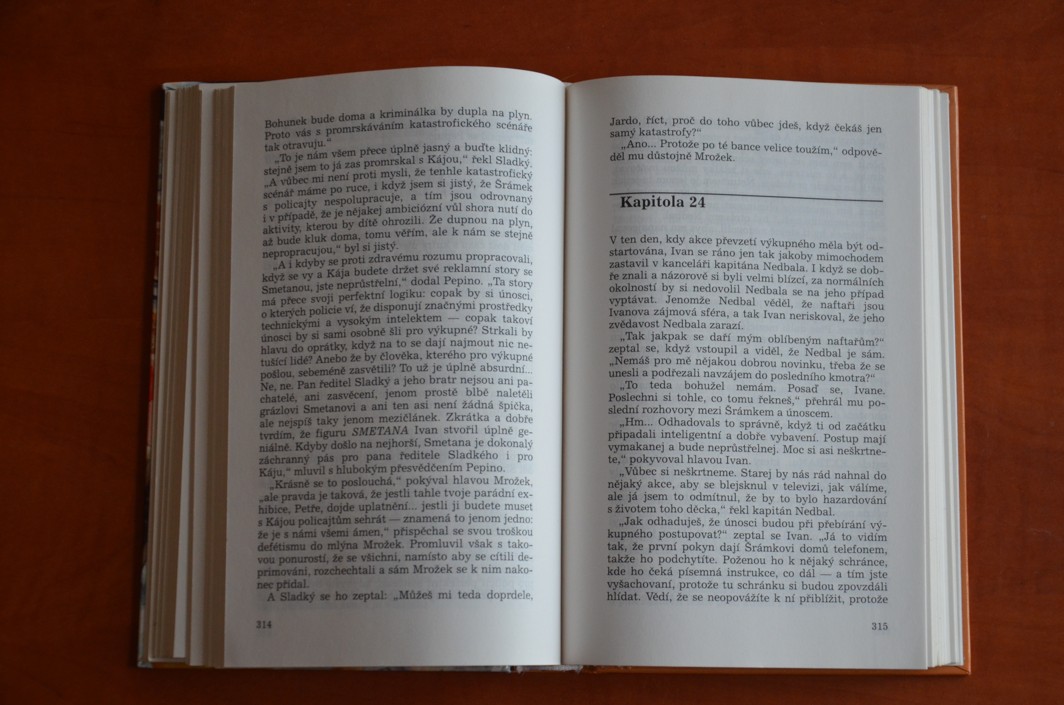 Bohunek bude doma a kriminálka by dupla na plyn.
Proto vás s promrskáváním katastrofického scénáře
tak otravuju.“
„To je nám všem přece úplně jasný a buďte klidný:
stejně jsem to já zas promrskal s Kájou,“ řekl Sladký.
„A vůbec mi není proti mysli, že tenhle katastrofický
scénář máme po ruce, i když jsem si jistý, že Šrámek
s policajty nespolupracuje, a tím jsou odrovnaný
i v případě, že je nějakej ambiciózní vůl shora nutí do
aktivity, kterou by dítě ohrozili. Že dupnou na plyn,
až bude kluk doma, tomu věřím, ale k nám se stejně
nepropracujou,“ byl si jistý.
„A i kdyby se proti zdravému rozumu propracovali,
když se vy a Kája budete držet své reklamní story se
Smetanou, jste neprůstřelní,“ dodal Pepino. „Ta story
má přece svoji perfektní logiku: copak by si únosci,
o kterých policie ví, že disponují značnými prostředky
technickými a vysokým intelektem — copak takoví
únosci by si sami osobně šli pro výkupné? Strkali by
hlavu do oprátky, když na to se dají najmout nic ne-
tušící lidé? Anebo že by člověka, kterého pro výkupné
pošlou, sebeméně zasvětili? To už je úplně absurdní...
Ne, ne. Pan ředitel Sladký a jeho bratr nejsou ani pa-
chatelé, ani zasvěcení, jenom prostě blbě naletěli
grázlovi Smetanovi a ani ten asi není žádná špička,
ale nejspíš taky jenom mezičlánek. Zkrátka a dobře
tvrdím, že figuru SMETANA Ivan stvořil úplně ge-
niálně. Kdyby došlo na nejhorší, Smetana je dokonalý
záchranný pás pro pana ředitele Sladkého i pro
Káju,“ mluvil s hlubokým přesvědčením Pepino.
„Krásně se to poslouchá,“ pokýval hlavou Mrožek,
„ale pravda je taková, že jestli tahle tvoje parádní ex-
hibice, Petře, dojde uplatnění... jestli ji budete muset
s Kájou policajtům sehrát — znamená to jenom jedno:
že je s námi všemi ámen,“ přispěchal se svou troškou
defétismu do mlýna Mrožek. Promluvil však s tako-
vou ponurostí, že se všichni, namísto aby se cítili de-
primováni, rozchechtali a sám Mrožek se k nim nako-
nec přidal.
A Sladký se ho zeptal: „Můžeš mi teda doprdele,
314
Jardo, říct, proč do toho vůbec jdeš, když čekáš jen
samý katastrofy?“
„Ano... Protože po té bance velice toužím,“ odpově-
děl mu důstojně Mrožek.
Kapitola 24
V ten den, kdy akce převzetí výkupného měla být od-
startována, Ivan se ráno jen tak jakoby mimochodem
zastavil v kanceláři kapitána Nedbala. I když se dob-
ře znali a názorově si byli velmi blízcí, za normálních
okolností by si nedovolil Nedbala se na jeho případ
vyptávat. Jenomže Nedbal věděl, že naftaři jsou
Ivanova zájmová sféra, a tak Ivan neriskoval, že jeho
zvědavost Nedbala zarazí.
„Tak jakpak se daří mým oblíbeným naftařům?“
zeptal se, když vstoupil a viděl, že Nedbal je sám.
„Nemáš pro mě nějakou dobrou novinku, třeba že se
unesli a podřezali navzájem do posledního kmotra?“
„To teda bohužel nemám. Posaď se, Ivane.
Poslechni si tohle, co tomu řekneš,“ přehrál mu po-
slední rozhovory mezi Šrámkem a únoscem.
„Hm... Odhadovals to správně, když ti od začátku
připadali inteligentní a dobře vybavení. Postup mají
vymakanej a bude neprůstřelnej. Moc si asi neškrtne-
te,“ pokyvoval hlavou Ivan.
„Vůbec si neškrtneme. Starej by nás rád nahnal do
nějaký akce, aby se blejsknul v televizi, jak válíme,
ale já jsem to odmítnul, že by to bylo hazardování
s životem toho děcka,“ řekl kapitán Nedbal.
„Jak odhaduješ, že únosci budou při přebírání vý-
kupného postupovat?“ zeptal se Ivan. „Já to vidím
tak, že první pokyn dají Šrámkovi domů telefonem,
takže ho podchytíte. Poženou ho k nějaký schránce,
kde ho čeká písemná instrukce, co dál — a tím jste
vyšachovaní, protože tu schránku si budou zpovzdálí
hlídat. Vědí, že se neopovážíte k ní přiblížit, protože
315